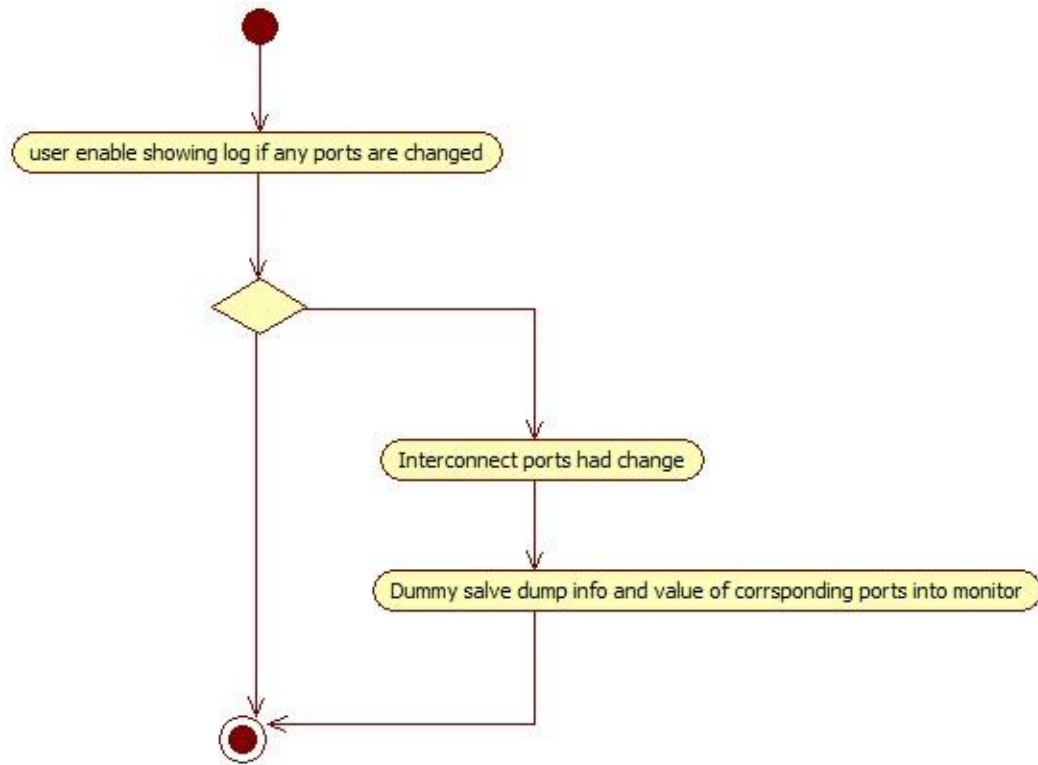 user enable showing log if any ports are changed
Interconnect ports had change
Dummy salve dump info and value of corrsponding ports into monitor